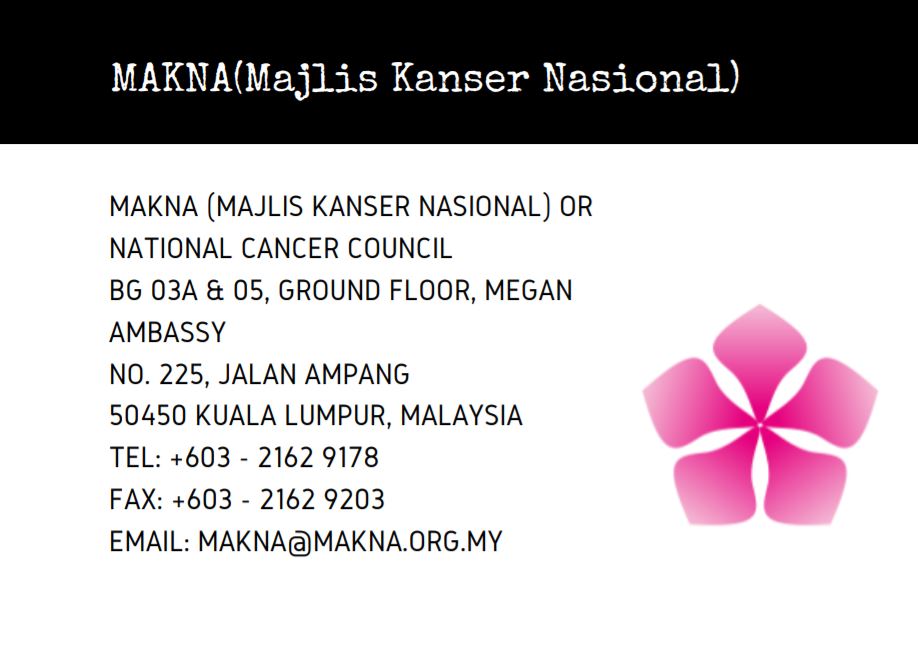 MAKNA(Majlis Kanser Nasional)
MAKNA (MAJLIS KANSER NASIONAL) OR
NATIONAL CANCER COUNCIL
BG 03A & 05, GROUND FLOOR, MEGAN
AMBASSY
NO. 225, JALAN AMPANG
50450 KUALA LUMPUR, MALAYSIA
TEL: +603 - 2162 9178
FAX: +603 - 2162 9203
EMAIL: MAKNA@MAKNA.ORG.MY